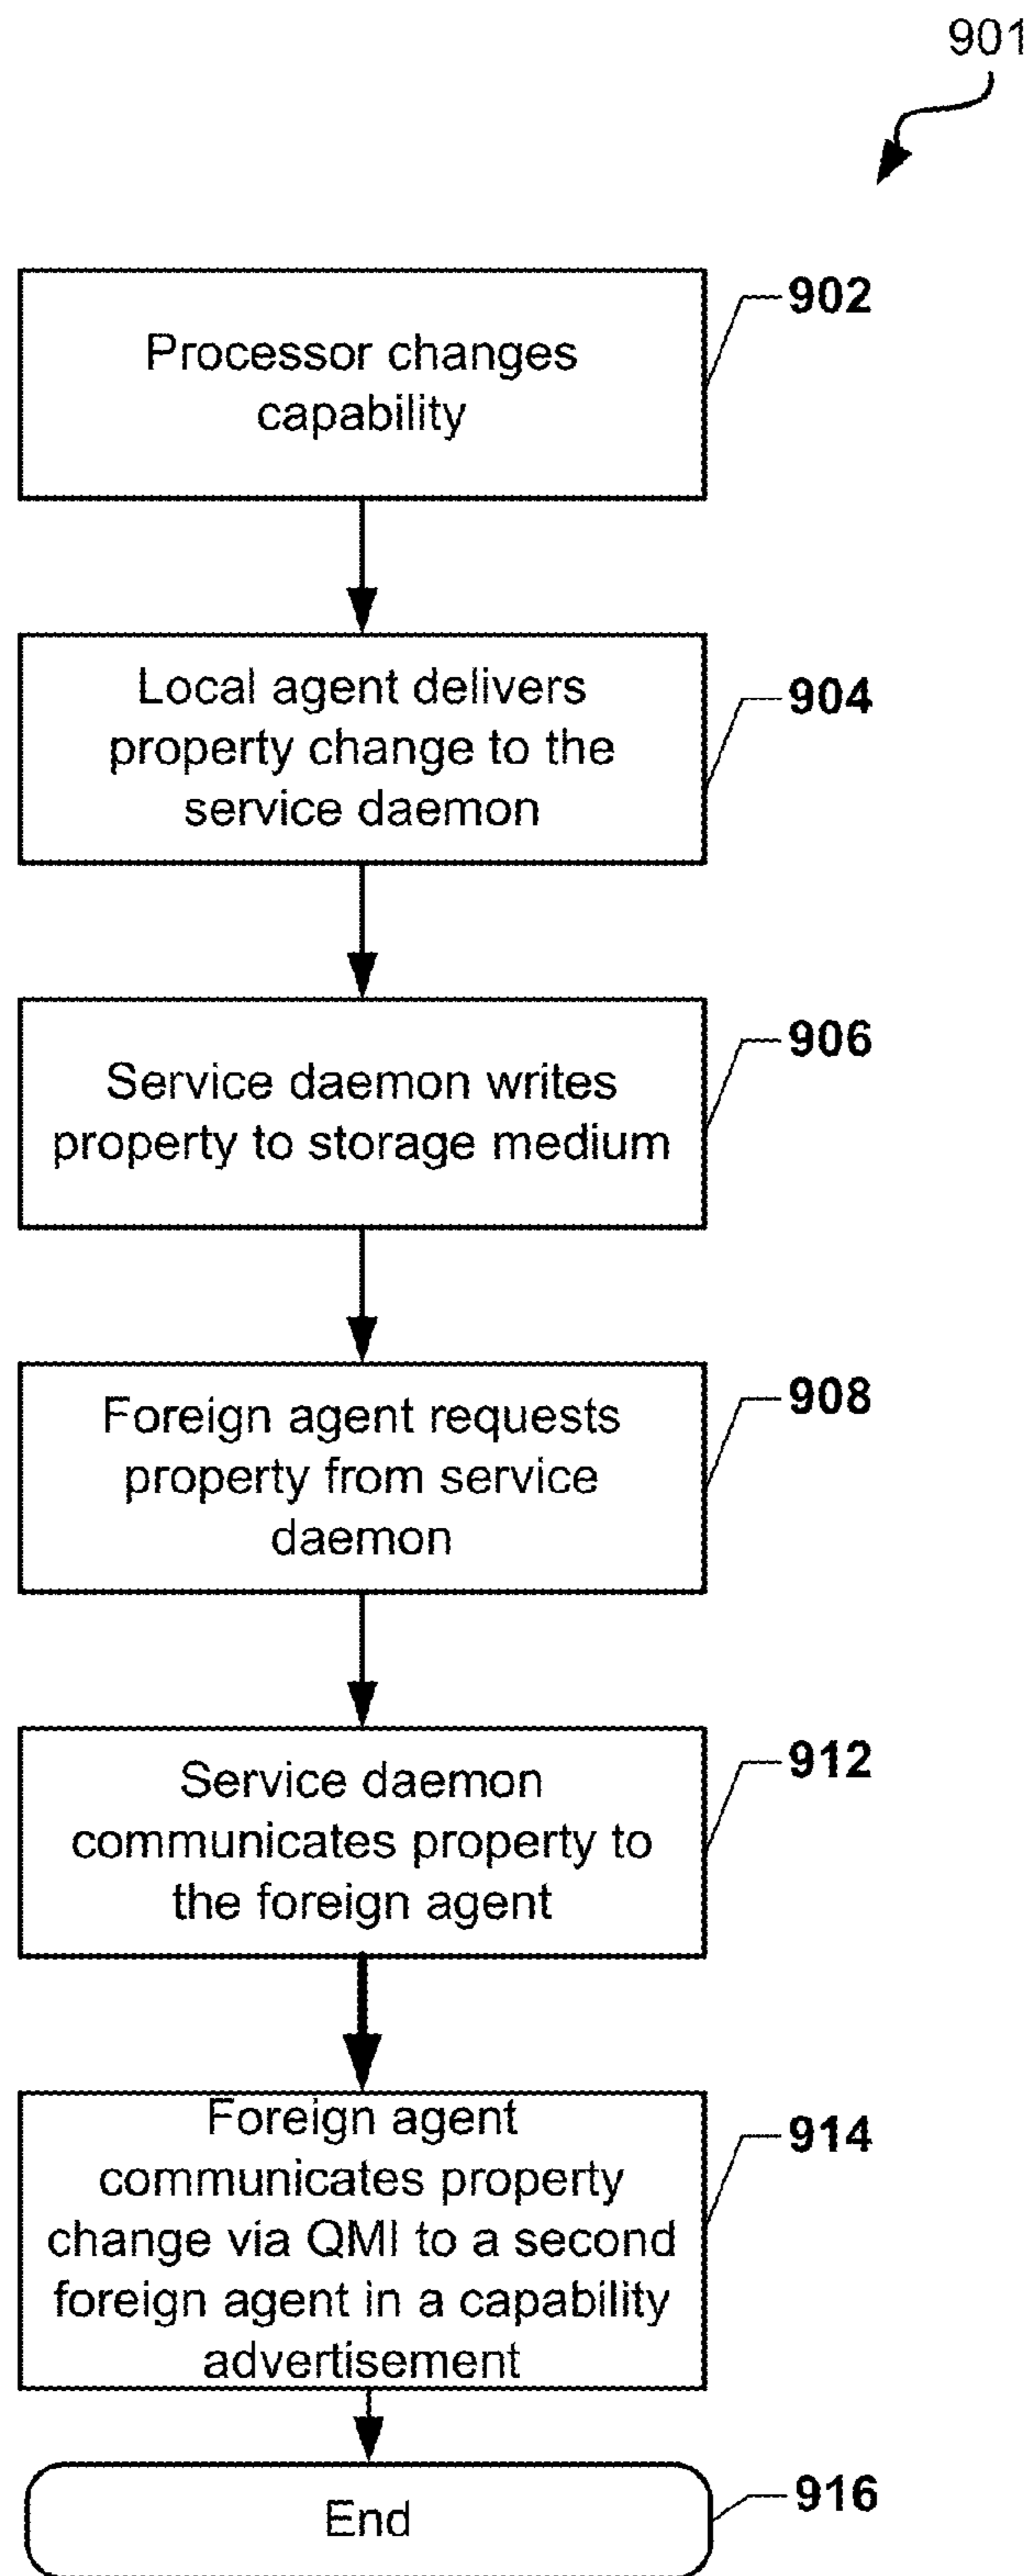 901
Processor changes
capability
902
Local agent delivers
property change to the
service daemon
904
Service daemon writes
property to storage medium
906
Foreign agent requests
property from service
daemon
908
Service daemon
communicates property to
the foreign agent
912
Foreign agent
communicates property
change via QMI to a second
foreign agent in a capability
advertisement
914
End
916